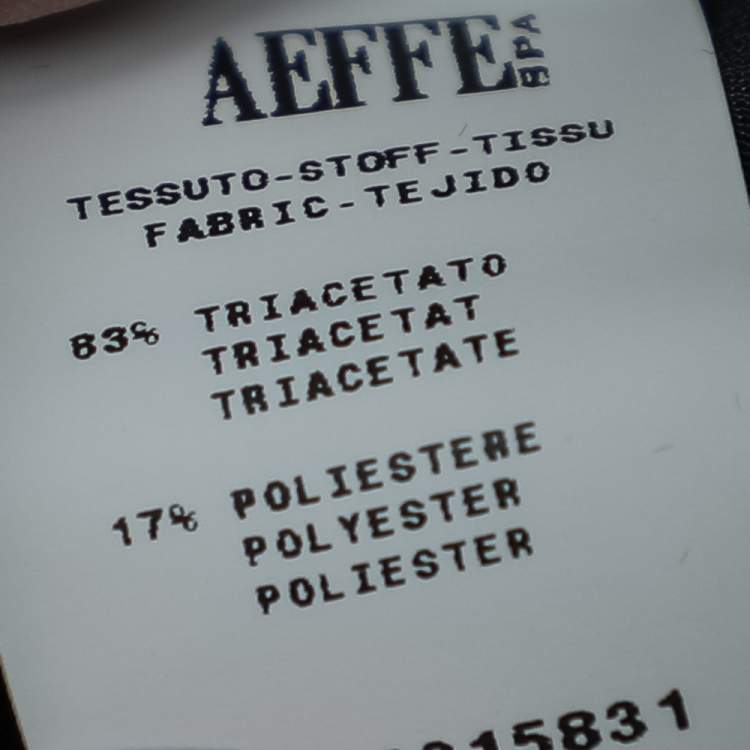 AEFFE SPA
TESSUTO-STOFF-TISSU
FABRIC-TEJIDO
83% TRIACETATO
TRIACETAT
TRIACETATE
17% POLIESTERE
POLYESTER
POLIESTER
15831